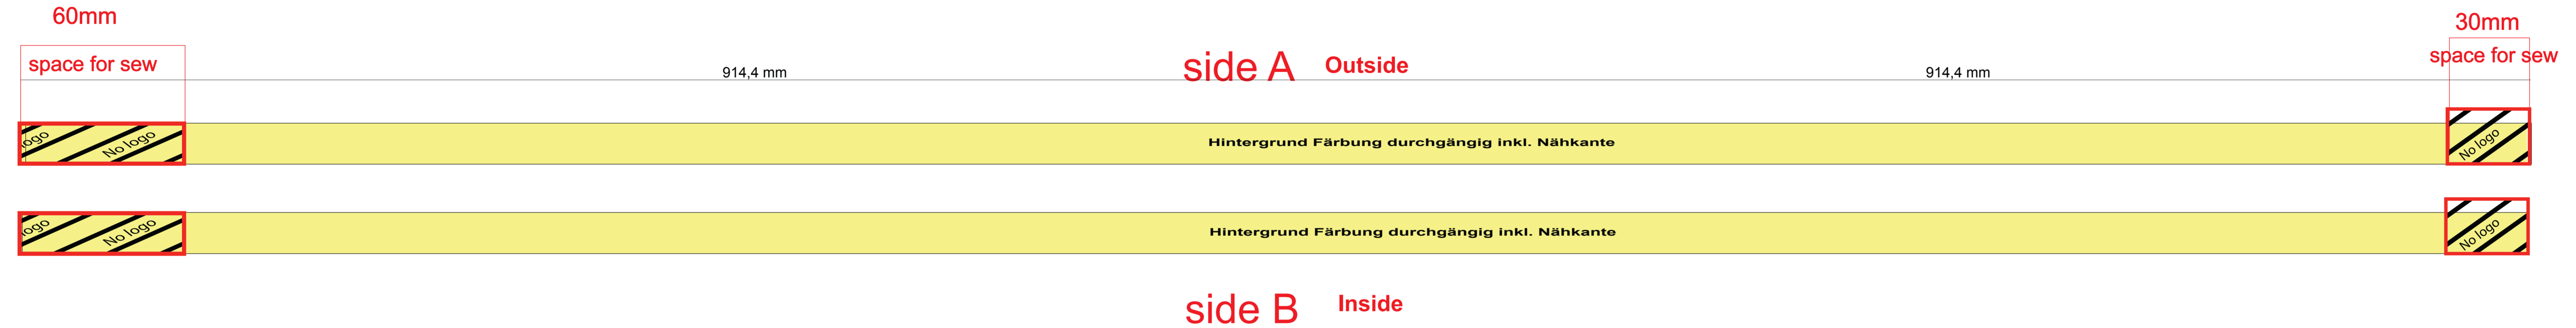 60mm
30mm
space for sew
side A Outside
space for sew
914,4 mm
914,4 mm
logo
No logo
Hintergrund Färbung durchgängig inkl. Nähkante
No logo
logo
No logo
Hintergrund Färbung durchgängig inkl. Nähkante
No logo
side B Inside